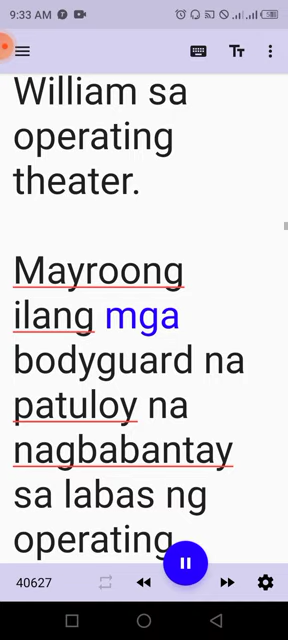 9:33 AM
William sa
operating
theater.
Mayroong
ilang mga
bodyguard na
patuloy na
nagbabantay
sa labas ng
operating
40627